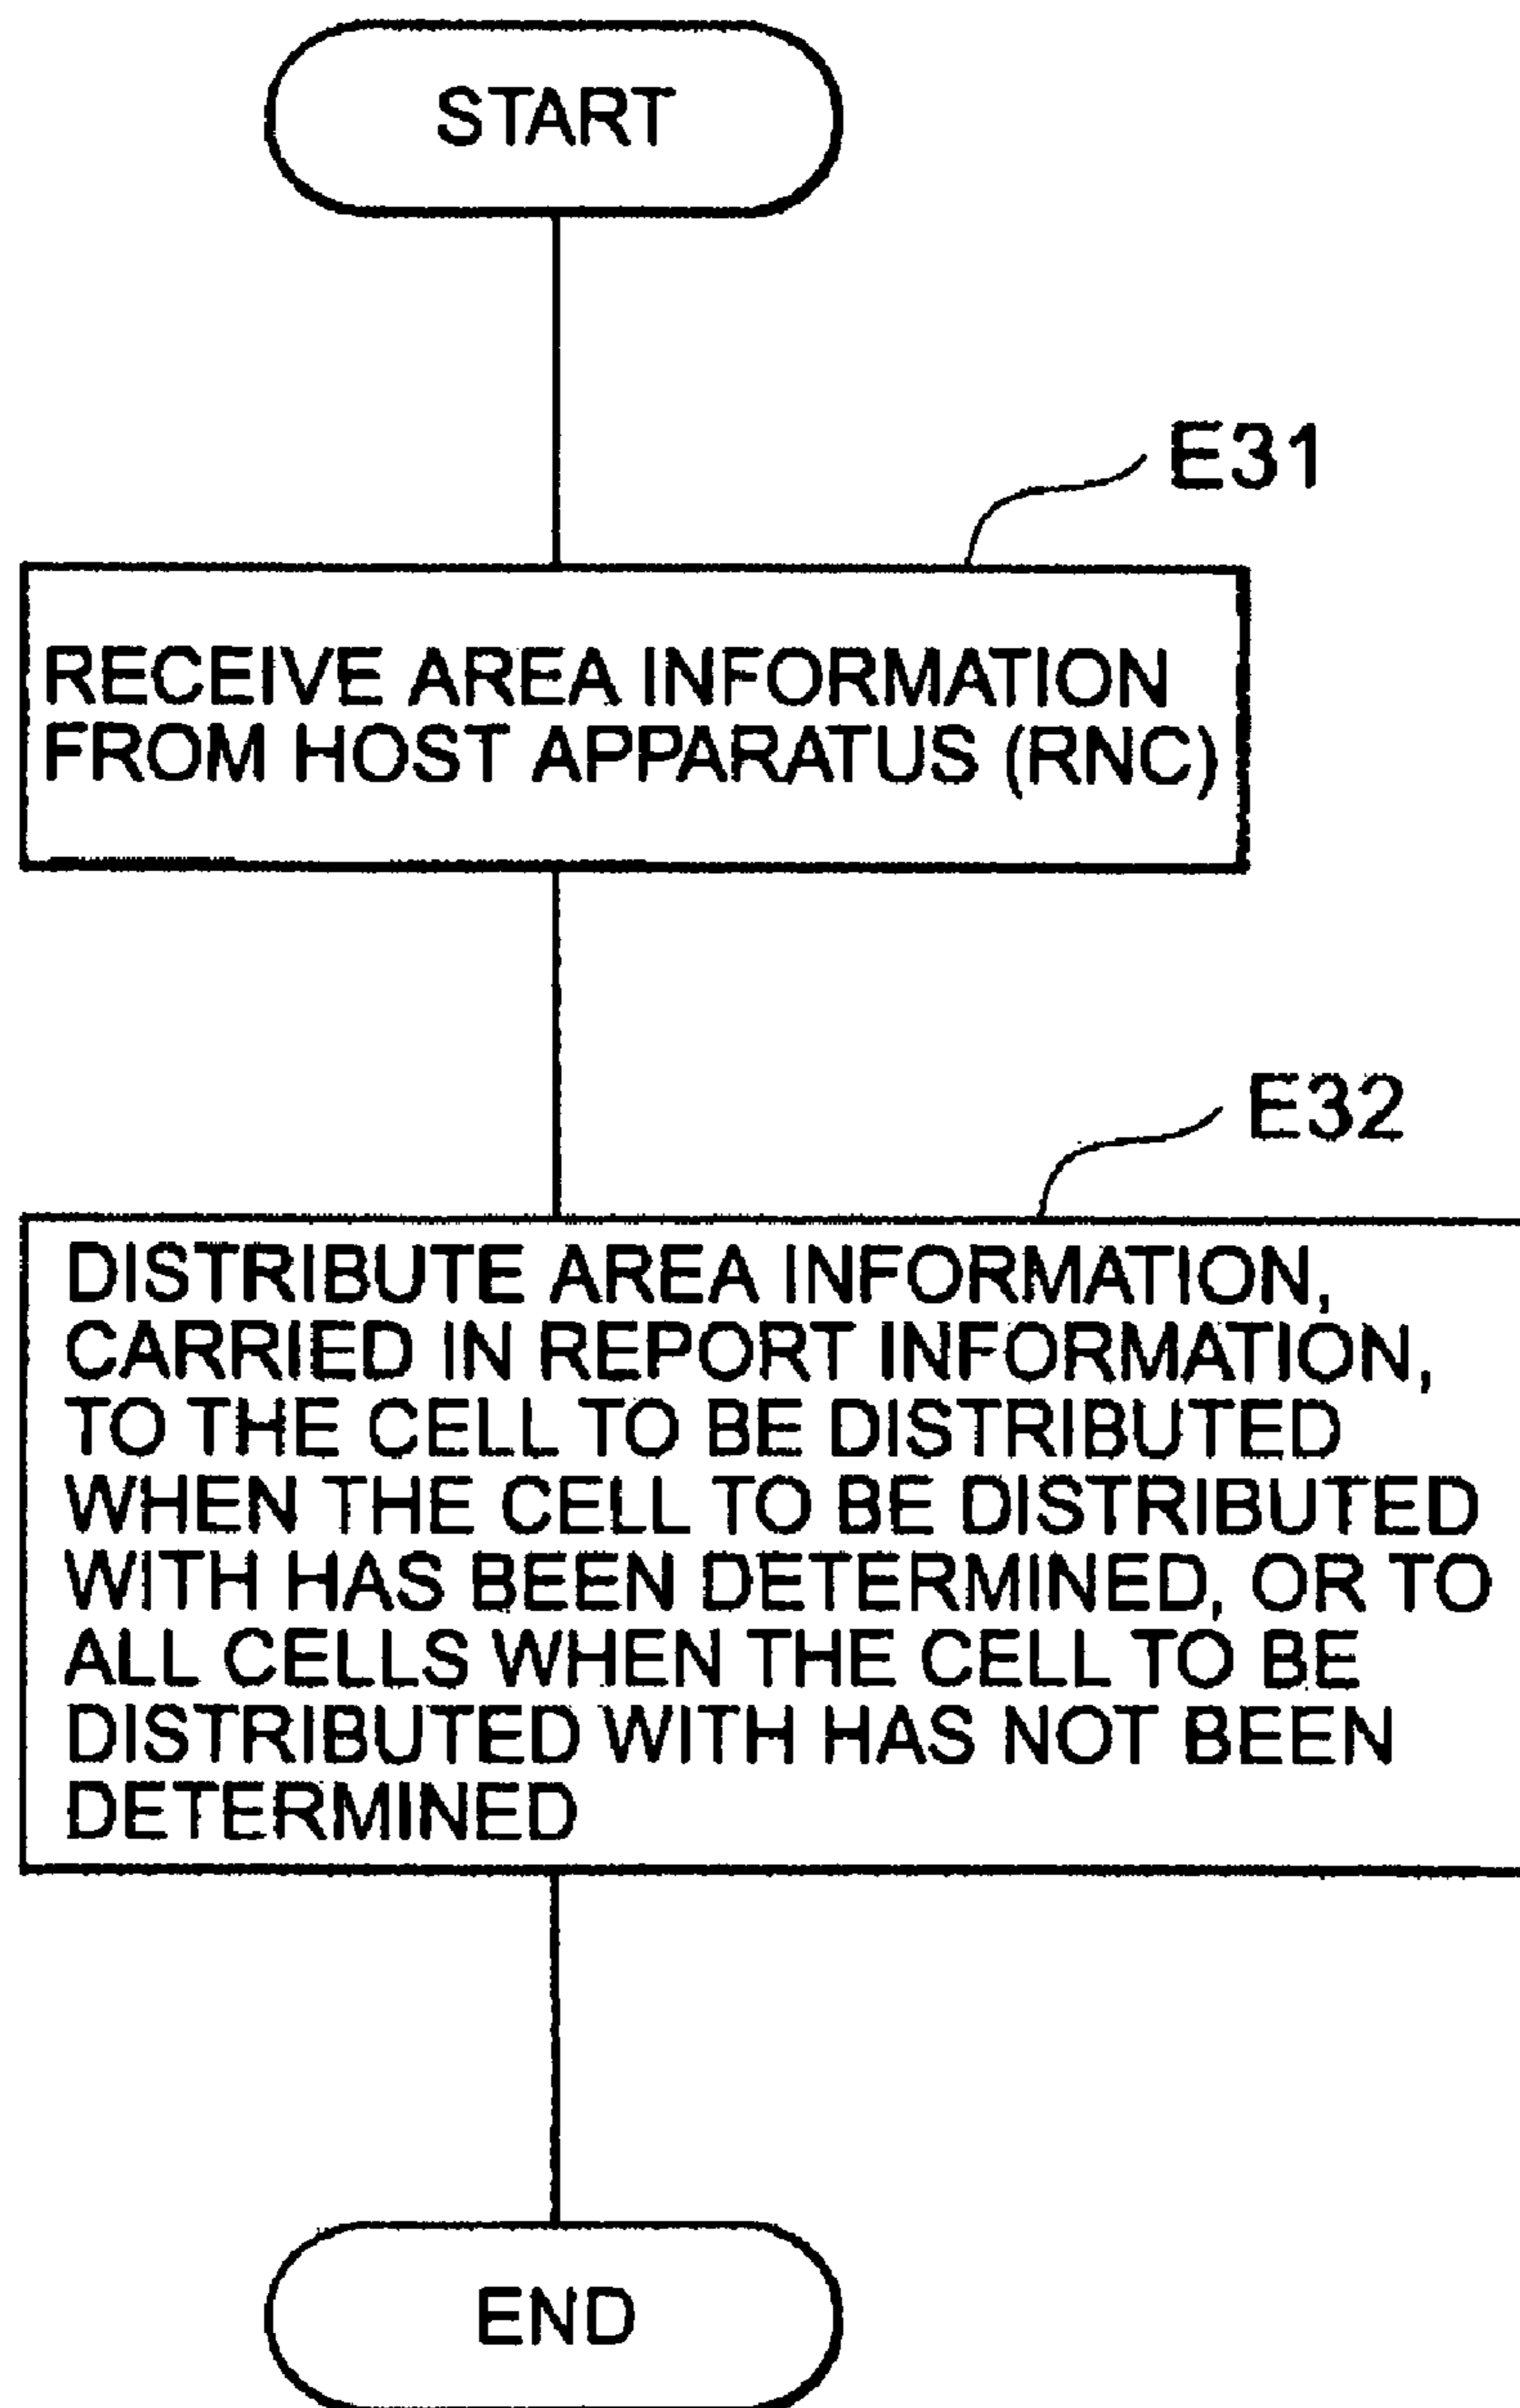 START
E31
RECEIVE AREA INFORMATION
FROM HOST APPARATUS (RNC)
E32
DISTRIBUTE AREA INFORMATION,
CARRIED IN REPORT INFORMATION,
TO THE CELL TO BE DISTRIBUTED
WHEN THE CELL TO BE DISTRIBUTED
WITH HAS BEEN DETERMINED, OR TO
ALL CELLS WHEN THE CELL TO BE
DISTRIBUTED WITH HAS NOT BEEN
DETERMINED
END